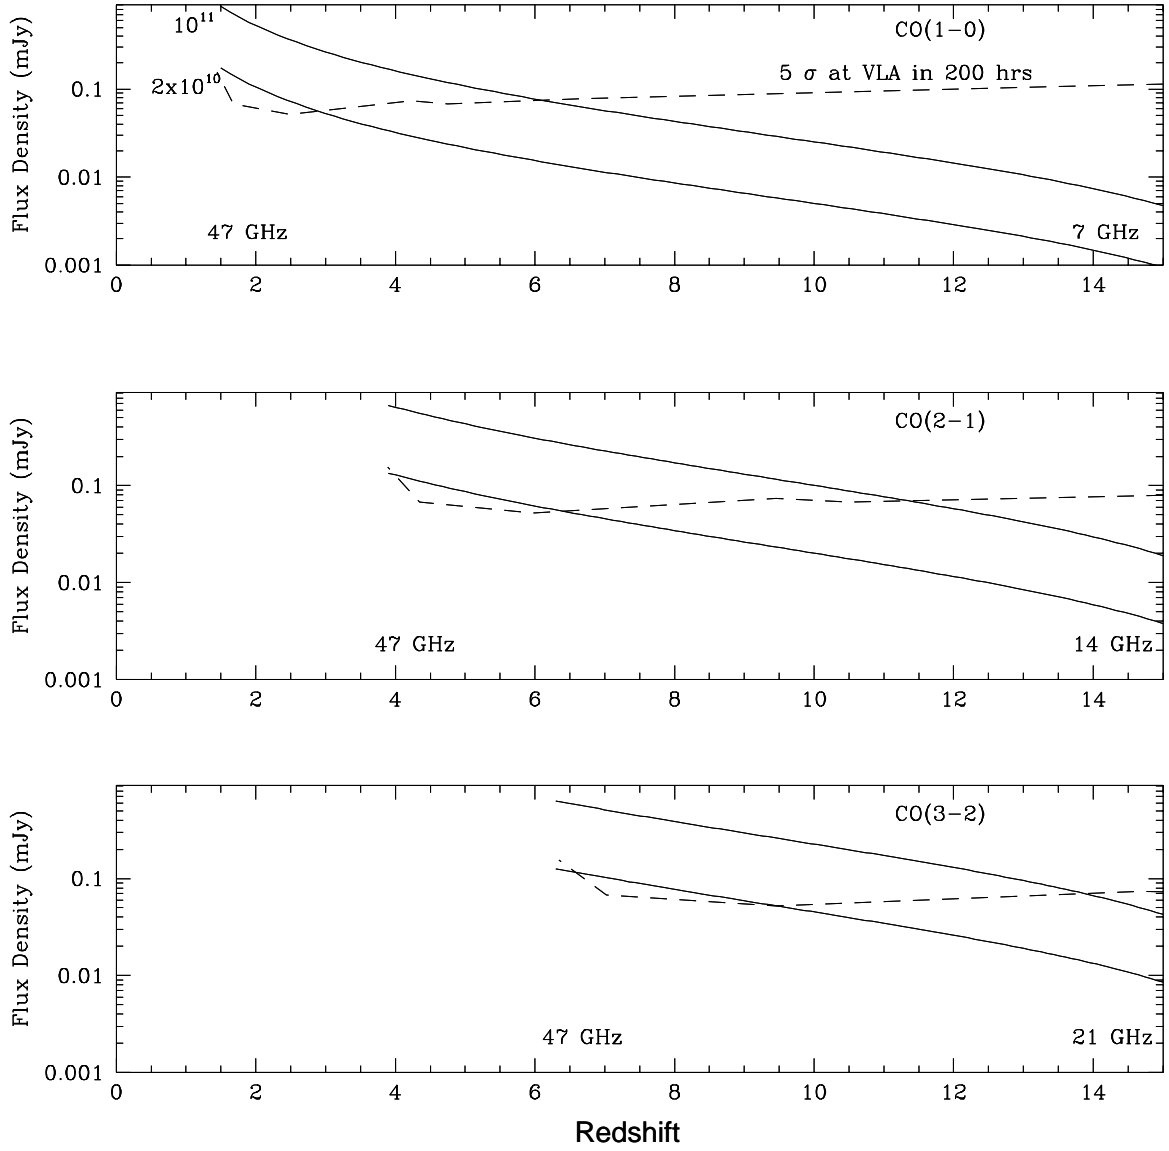 10¹¹
CO(1−0)
2x10¹⁰
5 σ at VLA in 200 hrs
0.1
0.01
0.001
Flux Density (mJy)
47 GHz
7 GHz
0 2 4 6 8 10 12 14
CO(2−1)
0.1
0.01
0.001
Flux Density (mJy)
47 GHz
14 GHz
0 2 4 6 8 10 12 14
CO(3−2)
0.1
0.01
0.001
Flux Density (mJy)
47 GHz
21 GHz
0 2 4 6 8 10 12 14
Redshift